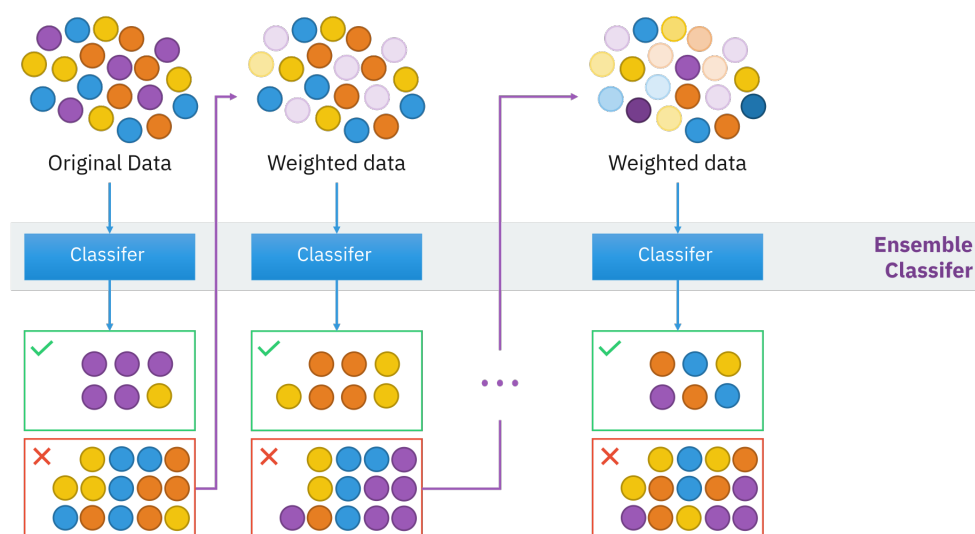 Original Data
Weighted data
Weighted data
Classifer
Classifer
Classifer
Ensemble
Classifer